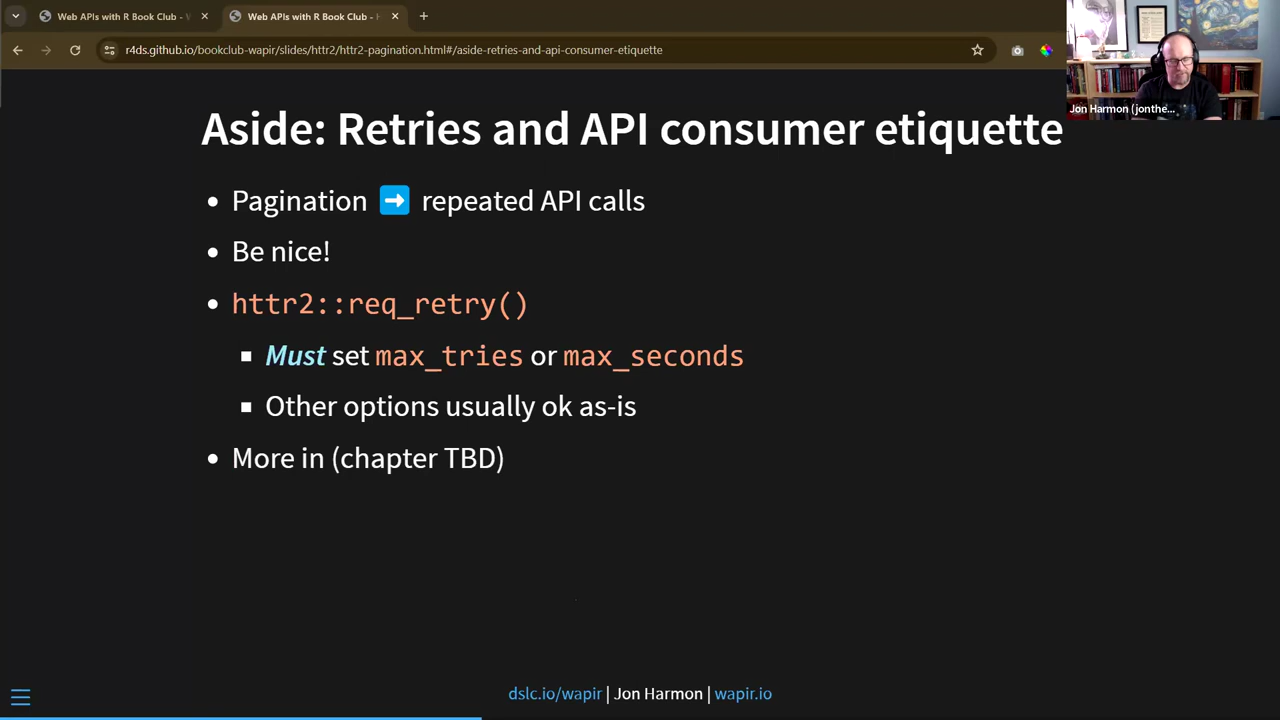 Web APIs with R Book Club - W
Web APIs with R Book Club - H
r4ds.github.io/bookclub-wapir/slides/httr2/httr2-pagination.html#/aside-retries-and-api-consumer-etiquette
Jon Harmon (jonthe...
Aside: Retries and API consumer etiquette
Pagination ➡ repeated API calls
Be nice!
httr2::req_retry()
Must set max_tries or max_seconds
Other options usually ok as-is
More in (chapter TBD)
dslc.io/wapir | Jon Harmon | wapir.io